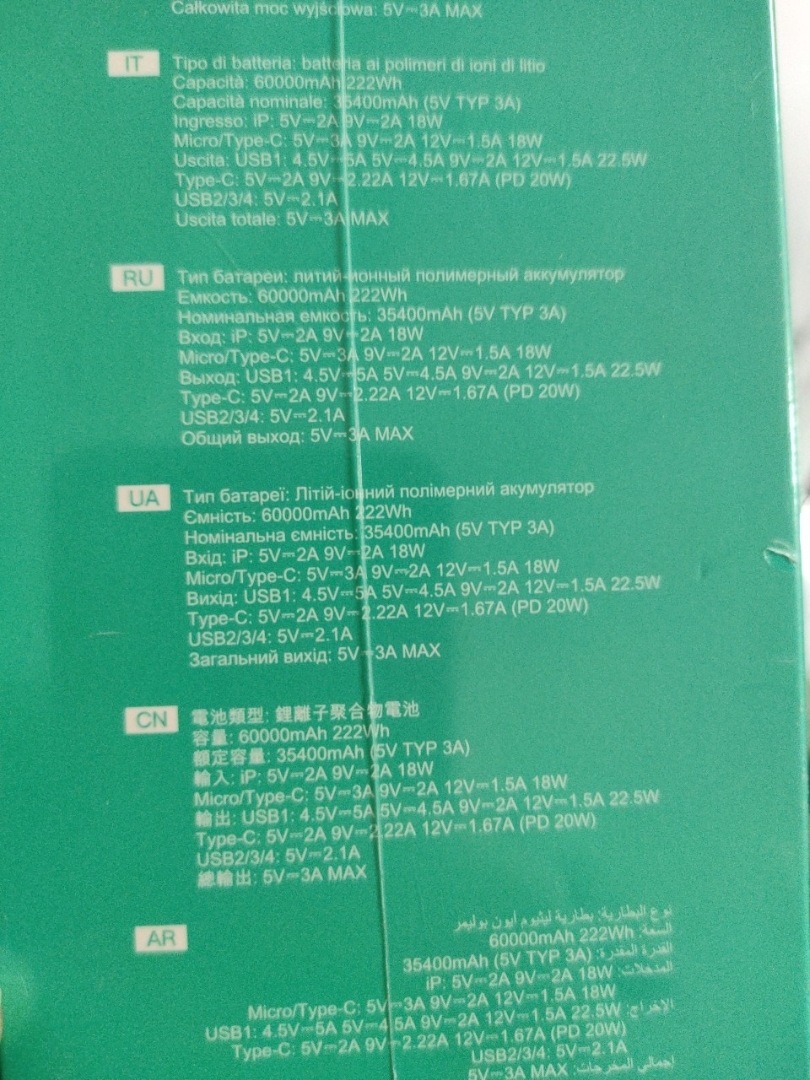 Całkowita moc wyjściowa: 5V⎓3A MAX
IT
Tipo di batteria: batteria ai polimeri di ioni di litio
Capacità: 60000mAh 222Wh
Capacità nominale: 35400mAh (5V TYP 3A)
Ingresso: iP: 5V⎓2A 9V⎓2A 18W
Micro/Type-C: 5V⎓3A 9V⎓2A 12V⎓1.5A 18W
Uscita: USB1: 4.5V⎓5A 5V⎓4.5A 9V⎓2A 12V⎓1.5A 22.5W
Type-C: 5V⎓2A 9V⎓2.22A 12V⎓1.67A (PD 20W)
USB2/3/4: 5V⎓2.1A
Uscita totale: 5V⎓3A MAX
RU
Тип батареи: литий-ионный полимерный аккумулятор
Емкость: 60000mAh 222Wh
Номинальная емкость: 35400mAh (5V TYP 3A)
Вход: iP: 5V⎓2A 9V⎓2A 18W
Micro/Type-C: 5V⎓3A 9V⎓2A 12V⎓1.5A 18W
Выход: USB1: 4.5V⎓5A 5V⎓4.5A 9V⎓2A 12V⎓1.5A 22.5W
Type-C: 5V⎓2A 9V⎓2.22A 12V⎓1.67A (PD 20W)
USB2/3/4: 5V⎓2.1A
Общий выход: 5V⎓3A MAX
UA
Тип батареї: Літій-іонний полімерний акумулятор
Ємність: 60000mAh 222Wh
Номінальна ємність: 35400mAh (5V TYP 3A)
Вхід: iP: 5V⎓2A 9V⎓2A 18W
Micro/Type-C: 5V⎓3A 9V⎓2A 12V⎓1.5A 18W
Вихід: USB1: 4.5V⎓5A 5V⎓4.5A 9V⎓2A 12V⎓1.5A 22.5W
Type-C: 5V⎓2A 9V⎓2.22A 12V⎓1.67A (PD 20W)
USB2/3/4: 5V⎓2.1A
Загальний вихід: 5V⎓3A MAX
CN
電池類型: 鋰離子聚合物電池
容量: 60000mAh 222Wh
額定容量: 35400mAh (5V TYP 3A)
輸入: iP: 5V⎓2A 9V⎓2A 18W
Micro/Type-C: 5V⎓3A 9V⎓2A 12V⎓1.5A 18W
輸出: USB1: 4.5V⎓5A 5V⎓4.5A 9V⎓2A 12V⎓1.5A 22.5W
Type-C: 5V⎓2A 9V⎓2.22A 12V⎓1.67A (PD 20W)
USB2/3/4: 5V⎓2.1A
總輸出: 5V⎓3A MAX
AR
نوع البطارية: بطارية ليثيوم أيون بوليمر
السعة: 60000mAh 222Wh
القدرة المقدرة: 35400mAh (5V TYP 3A)
المدخلات: iP: 5V⎓2A 9V⎓2A 18W
Micro/Type-C: 5V⎓3A 9V⎓2A 12V⎓1.5A 18W
الإخراج: USB1: 4.5V⎓5A 5V⎓4.5A 9V⎓2A 12V⎓1.5A 22.5W
Type-C: 5V⎓2A 9V⎓2.22A 12V⎓1.67A (PD 20W)
USB2/3/4: 5V⎓2.1A
إجمالي المخرجات: 5V⎓3A MAX